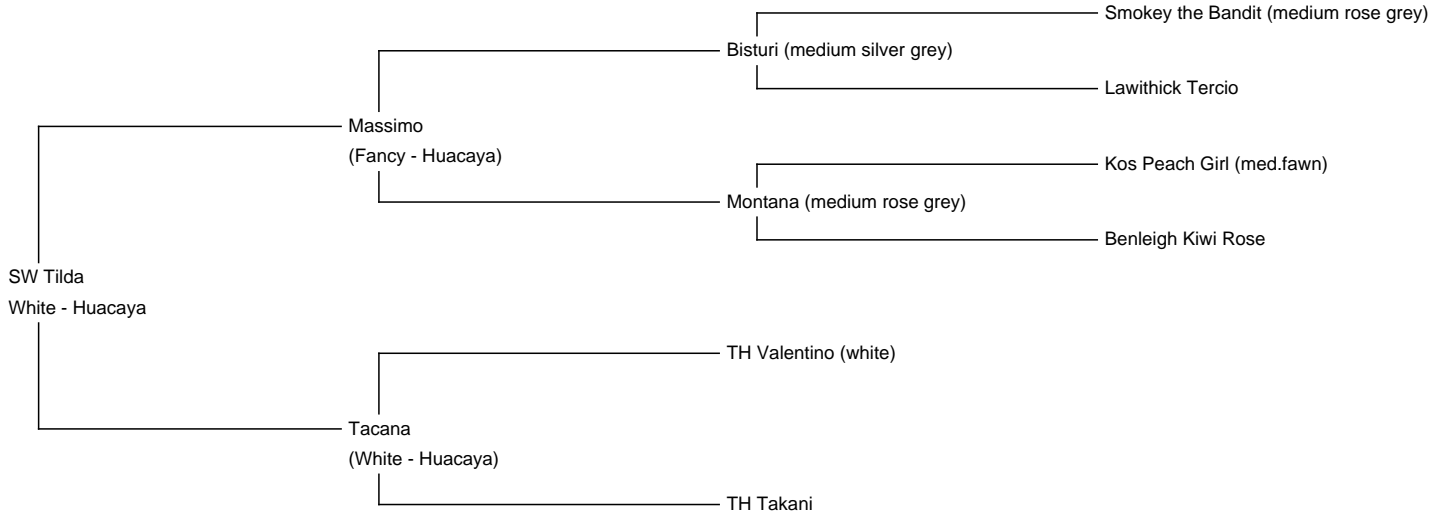 Smokey the Bandit (medium rose grey)
Bisturi (medium silver grey)
Lawithick Tercio
Massimo
(Fancy - Huacaya)
Kos Peach Girl (med.fawn)
Montana (medium rose grey)
Benleigh Kiwi Rose
SW Tilda
White - Huacaya
TH Valentino (white)
Tacana
(White - Huacaya)
TH Takani